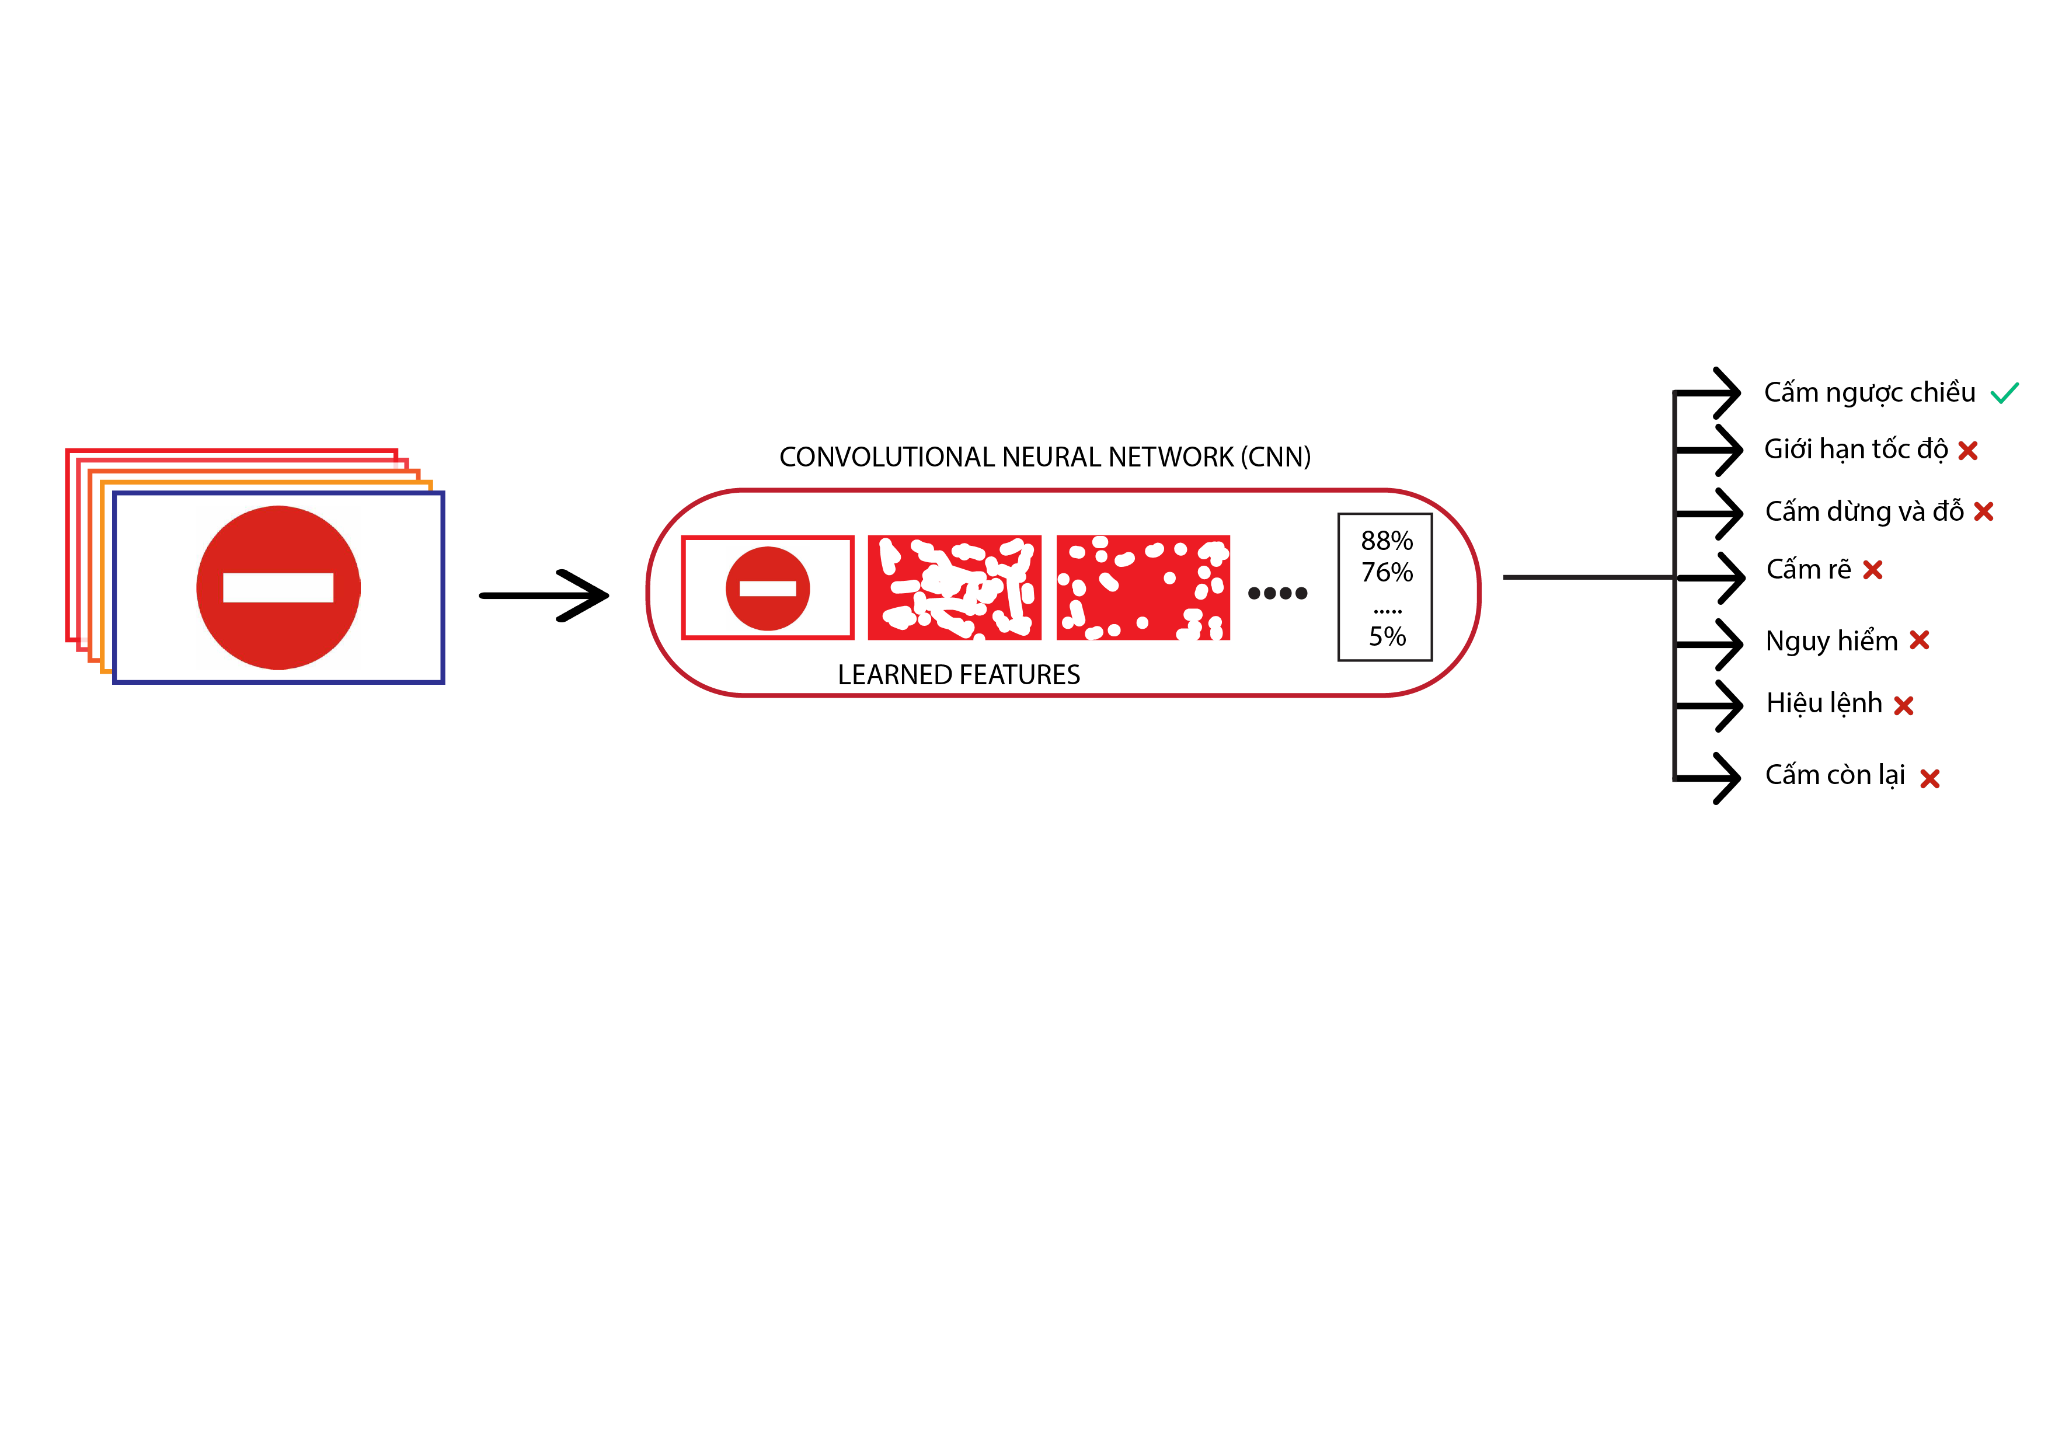 CONVOLUTIONAL NEURAL NETWORK (CNN)
88%
76%
.....
5%
LEARNED FEATURES
Cấm ngược chiều
Giới hạn tốc độ
Cấm dừng và đỗ
Cấm rẽ
Nguy hiểm
Hiệu lệnh
Cấm còn lại